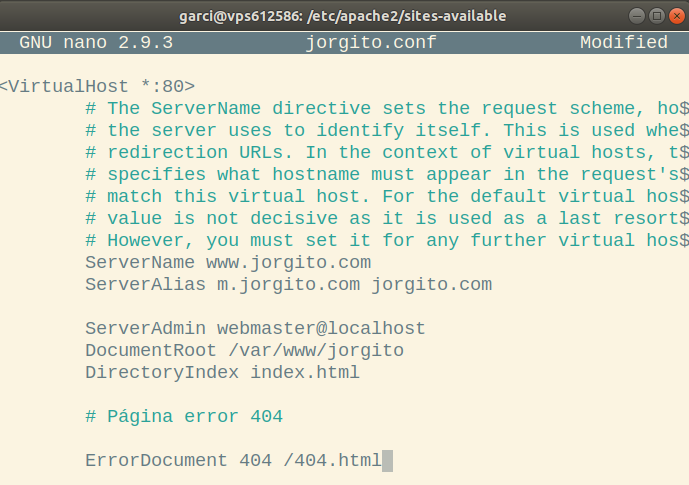 garci@vps612586: /etc/apache2/sites-available
GNU nano 2.9.3 jorgito.conf Modified
<VirtualHost *:80>
# The ServerName directive sets the request scheme, ho$
# the server uses to identify itself. This is used whe$
# redirection URLs. In the context of virtual hosts, t$
# specifies what hostname must appear in the request's$
# match this virtual host. For the default virtual hos$
# value is not decisive as it is used as a last resort$
# However, you must set it for any further virtual hos$
ServerName www.jorgito.com
ServerAlias m.jorgito.com jorgito.com
ServerAdmin webmaster@localhost
DocumentRoot /var/www/jorgito
DirectoryIndex index.html
# Página error 404
ErrorDocument 404 /404.html